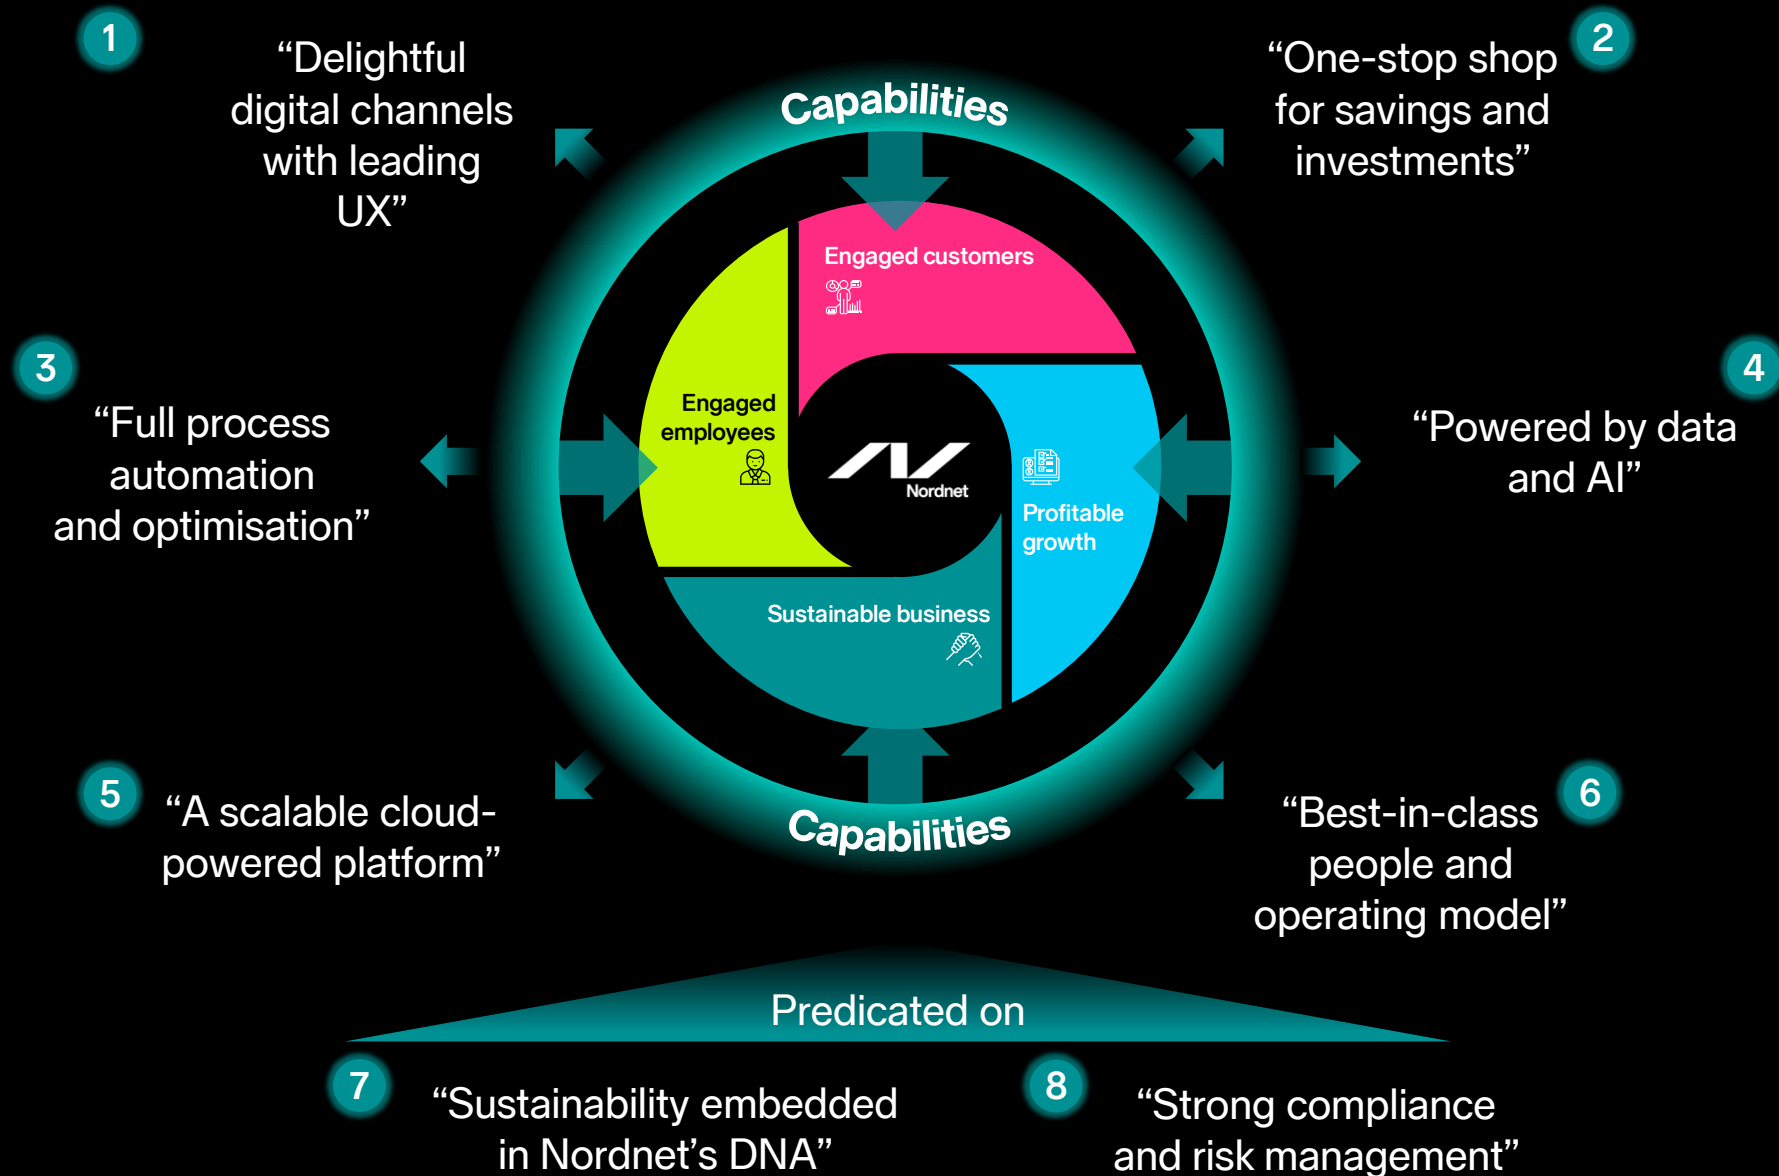 1
“Delightful
digital channels
with leading
UX”
2
“One-stop shop
for savings and
investments”
Capabilities
Engaged customers
3
“Full process
automation
and optimisation”
Engaged
employees
Nordnet
Profitable
growth
4
“Powered by data
and AI”
Sustainable business
5
“A scalable cloud-
powered platform”
Capabilities
6
“Best-in-class
people and
operating model”
Predicated on
7
“Sustainability embedded
in Nordnet’s DNA”
8
“Strong compliance
and risk management”